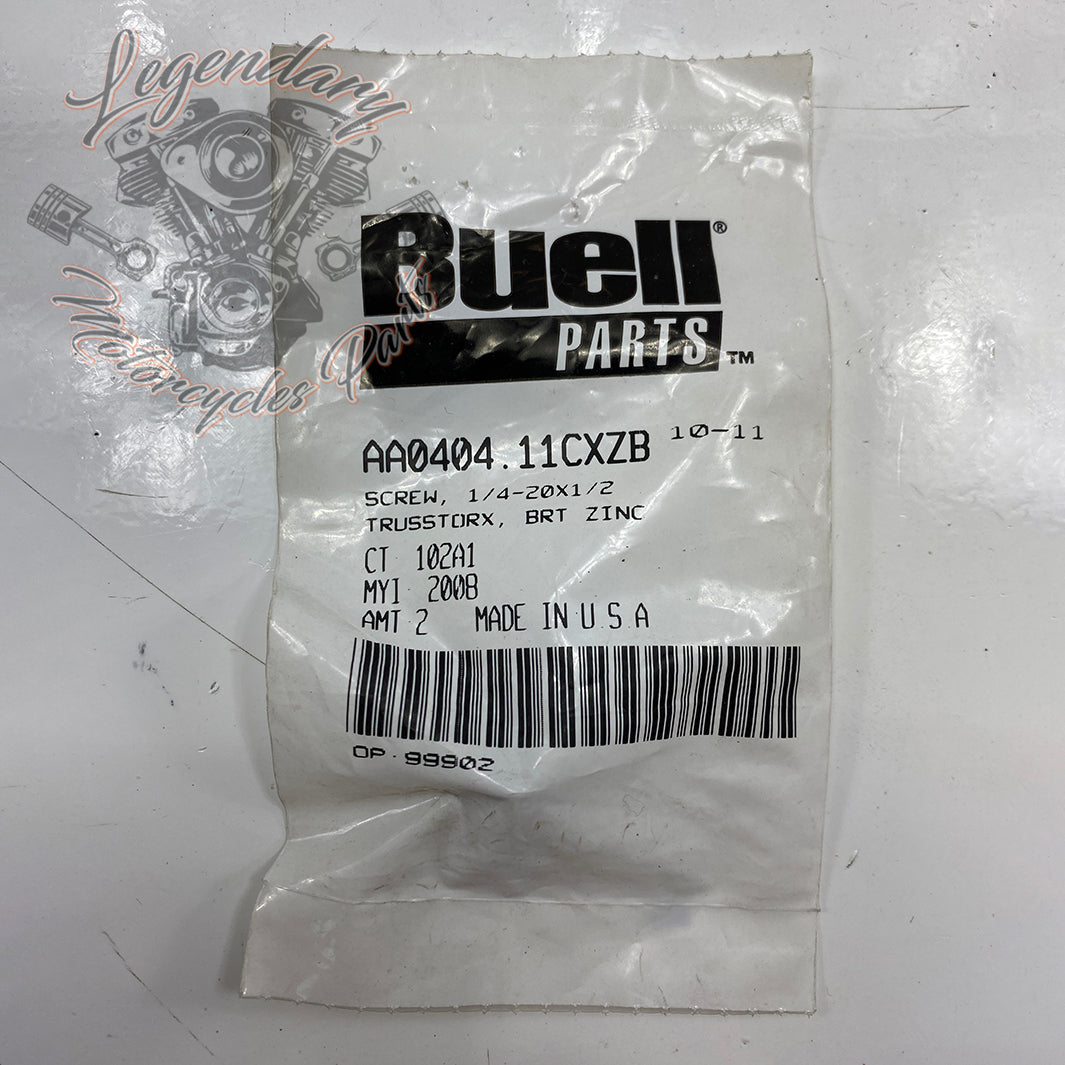 Legendary
Motorcycles Parts
Buell®
PARTS™
AA0404.11CXZB 10-11
SCREW, 1/4-20X1/2
TRUSSTORX, BRT ZINC
CT 102A1
MYI 2008
AMT 2 MADE IN U.S.A
OP 99902